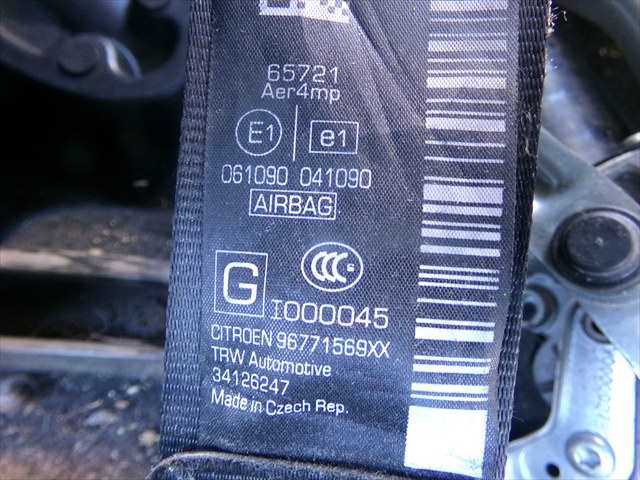 65721
Aer4mp
E1 e1
061090 041090
AIRBAG
CCC
G I000045
CITROEN 96771569XX
TRW Automotive
34126247
Made in Czech Rep.